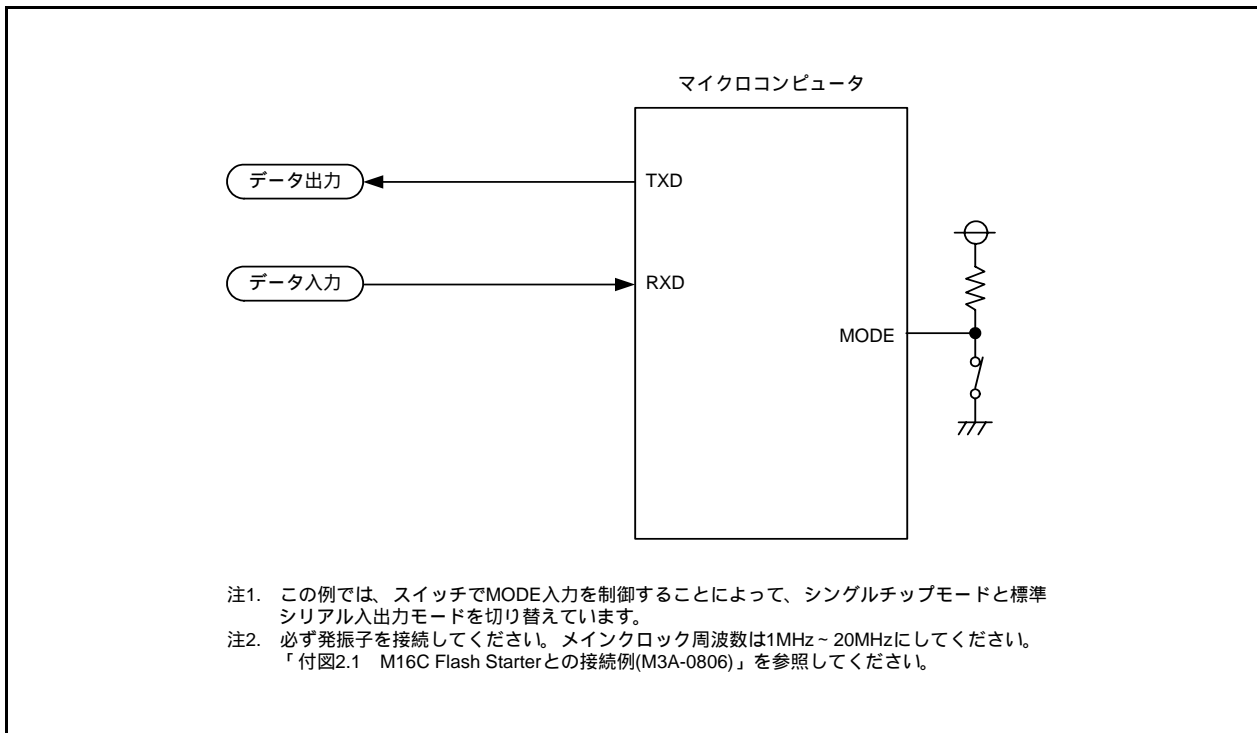 マイクロコンピュータ
データ出力
TXD
データ入力
RXD
MODE
注1. この例では、スイッチでMODE入力を制御することによって、シングルチップモードと標準
シリアル入出力モードを切り替えています。
注2. 必ず発振子を接続してください。メインクロック周波数は1MHz ~ 20MHzにしてください。
「付図2.1 M16C Flash Starterとの接続例(M3A-0806)」を参照してください。